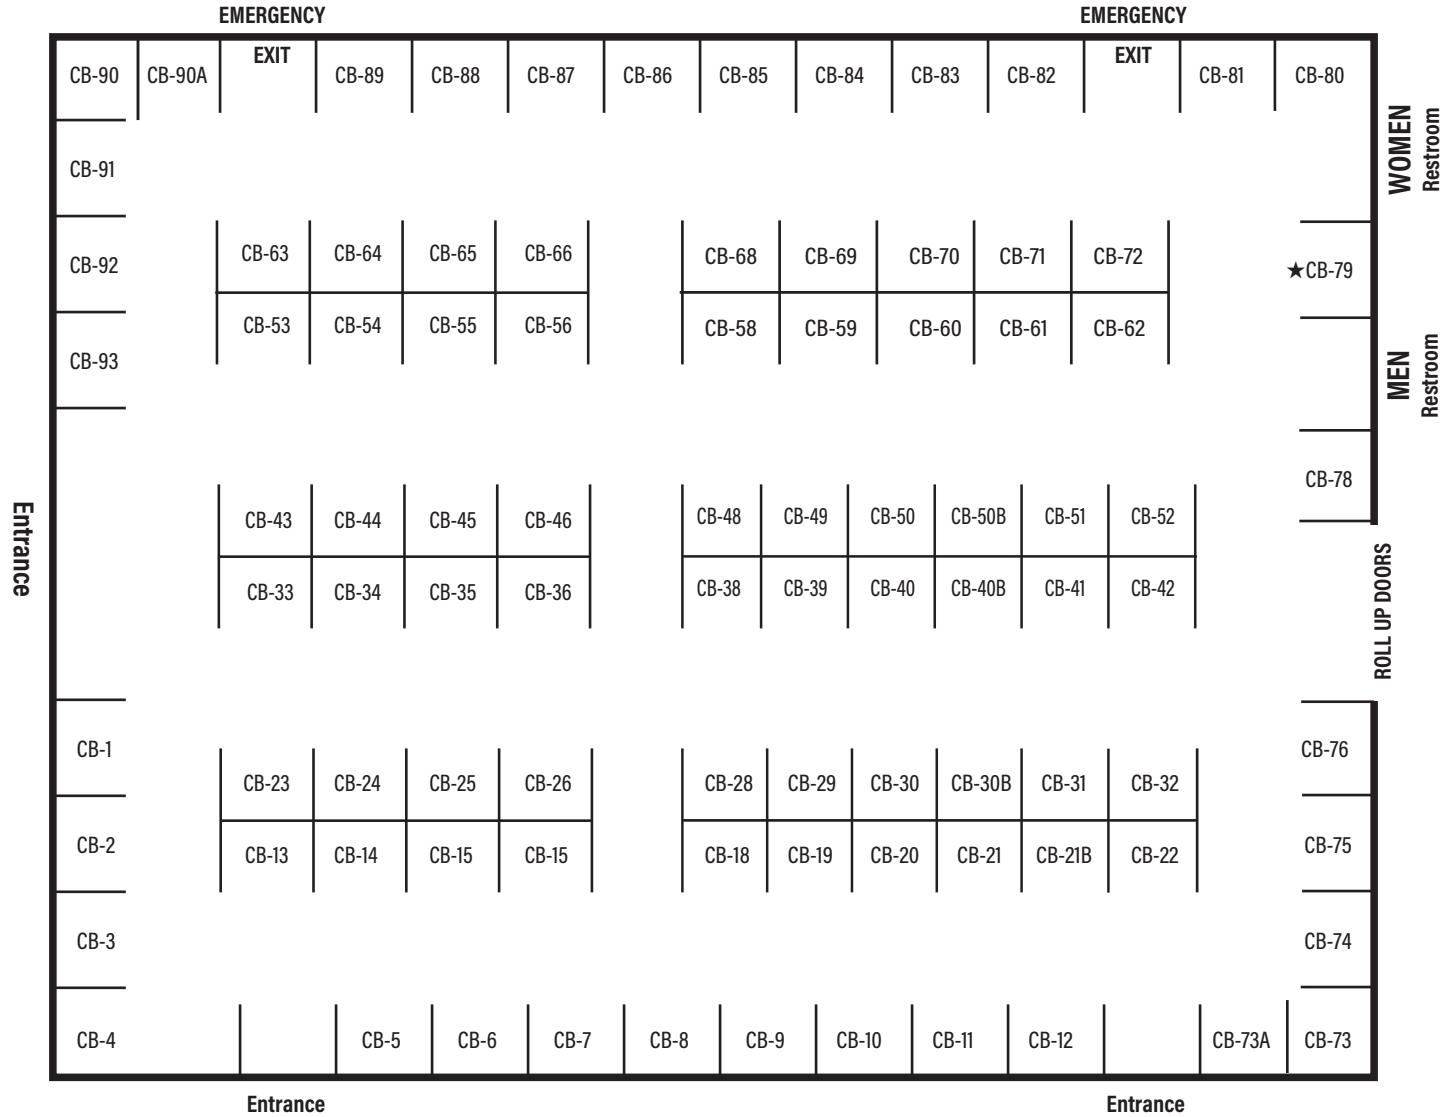 EMERGENCY EMERGENCY
CB-90 CB-90A EXIT CB-89 CB-88 CB-87 CB-86 CB-85 CB-84 CB-83 CB-82 EXIT CB-81 CB-80
WOMEN
Restroom
CB-91
CB-92 CB-63 CB-64 CB-65 CB-66 CB-68 CB-69 CB-70 CB-71 CB-72 ★CB-79
CB-53 CB-54 CB-55 CB-56 CB-58 CB-59 CB-60 CB-61 CB-62
CB-93
MEN
Restroom
CB-78
CB-43 CB-44 CB-45 CB-46 CB-48 CB-49 CB-50 CB-50B CB-51 CB-52
Entrance
CB-33 CB-34 CB-35 CB-36 CB-38 CB-39 CB-40 CB-40B CB-41 CB-42
ROLL UP DOORS
CB-1 CB-76
CB-23 CB-24 CB-25 CB-26 CB-28 CB-29 CB-30 CB-30B CB-31 CB-32
CB-2 CB-13 CB-14 CB-15 CB-15 CB-18 CB-19 CB-20 CB-21 CB-21B CB-22 CB-75
CB-3 CB-74
CB-4 CB-5 CB-6 CB-7 CB-8 CB-9 CB-10 CB-11 CB-12 CB-73A CB-73
Entrance Entrance